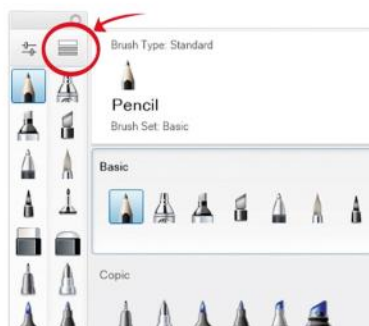 Brush Type: Standard
Pencil
Brush Set: Basic
Basic
Copic